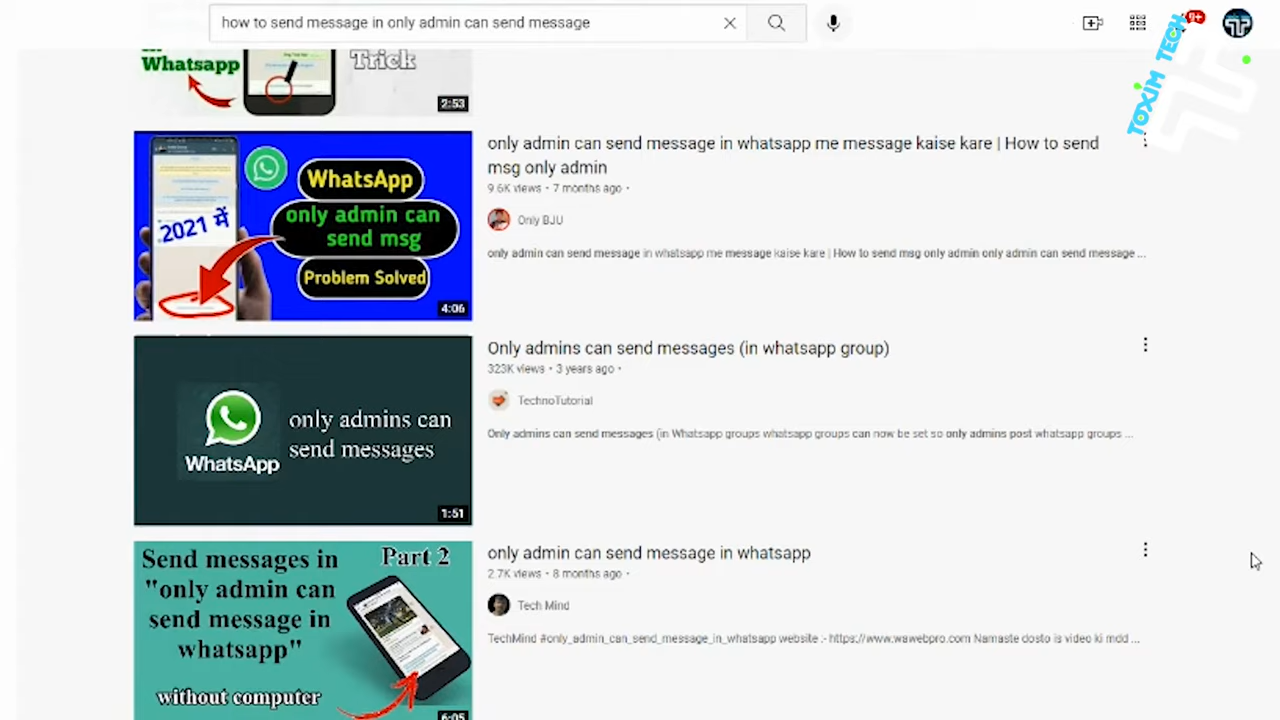 how to send message in only admin can send message
9+
TOXIM TECH
Whatsapp
Trick
2:53
2021 में
WhatsApp
only admin can
send msg
Problem Solved
4:06
only admin can send message in whatsapp me message kaise kare | How to send
msg only admin
9.6K views • 7 months ago •
Only BJU
only admin can send message in whatsapp me message kaise kare | How to send msg only admin only admin can send message ...
WhatsApp
only admins can
send messages
1:51
Only admins can send messages (in whatsapp group)
323K views • 3 years ago •
TechnoTutorial
Only admins can send messages (in Whatsapp groups whatsapp groups can now be set so only admins post whatsapp groups ...
Send messages in
"only admin can
send message in
whatsapp"
without computer
Part 2
6:05
only admin can send message in whatsapp
2.7K views • 8 months ago •
Tech Mind
TechMind #only_admin_can_send_message_in_whatsapp website :- https://www.wawebpro.com Namaste dosto is video ki mdd ...